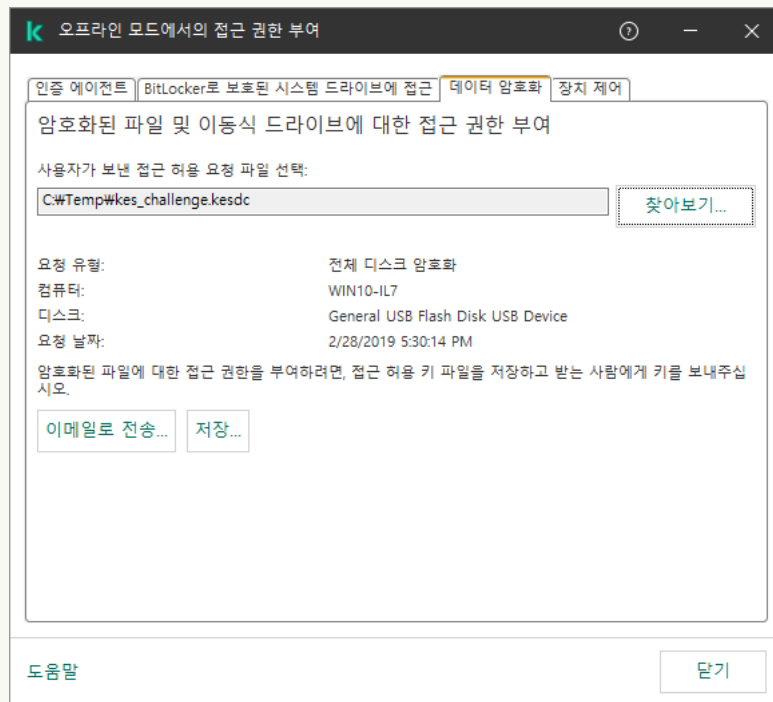 오프라인 모드에서의 접근 권한 부여
인증 에이전트 BitLocker로 보호된 시스템 드라이브에 접근 데이터 암호화 장치 제어
암호화된 파일 및 이동식 드라이브에 대한 접근 권한 부여
사용자가 보낸 접근 허용 요청 파일 선택:
C:₩Temp₩kes_challenge.kesdc 찾아보기...
요청 유형: 전체 디스크 암호화
컴퓨터: WIN10-IL7
디스크: General USB Flash Disk USB Device
요청 날짜: 2/28/2019 5:30:14 PM
암호화된 파일에 대한 접근 권한을 부여하려면, 접근 허용 키 파일을 저장하고 받는 사람에게 키를 보내주십
시오.
이메일로 전송... 저장...
도움말 닫기